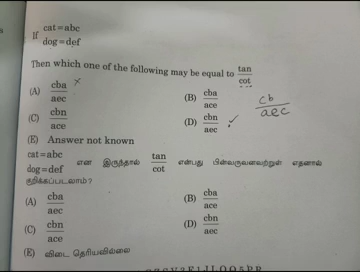 If cat=abc
dog=def
Then which one of the following may be equal to tan
cot
(A) cba
aec
(B) cba
ace
cb
aec
(C) cbn
ace
(D) cbn
aec
(E) Answer not known
cat=abc
dog=def என இருந்தால் tan
cot என்பது பின்வருவனவற்றுள் எதனால்
குறிக்கப்படலாம்?
(A) cba
aec
(B) cba
ace
(C) cbn
ace
(D) cbn
aec
(E) விடை தெரியவில்லை